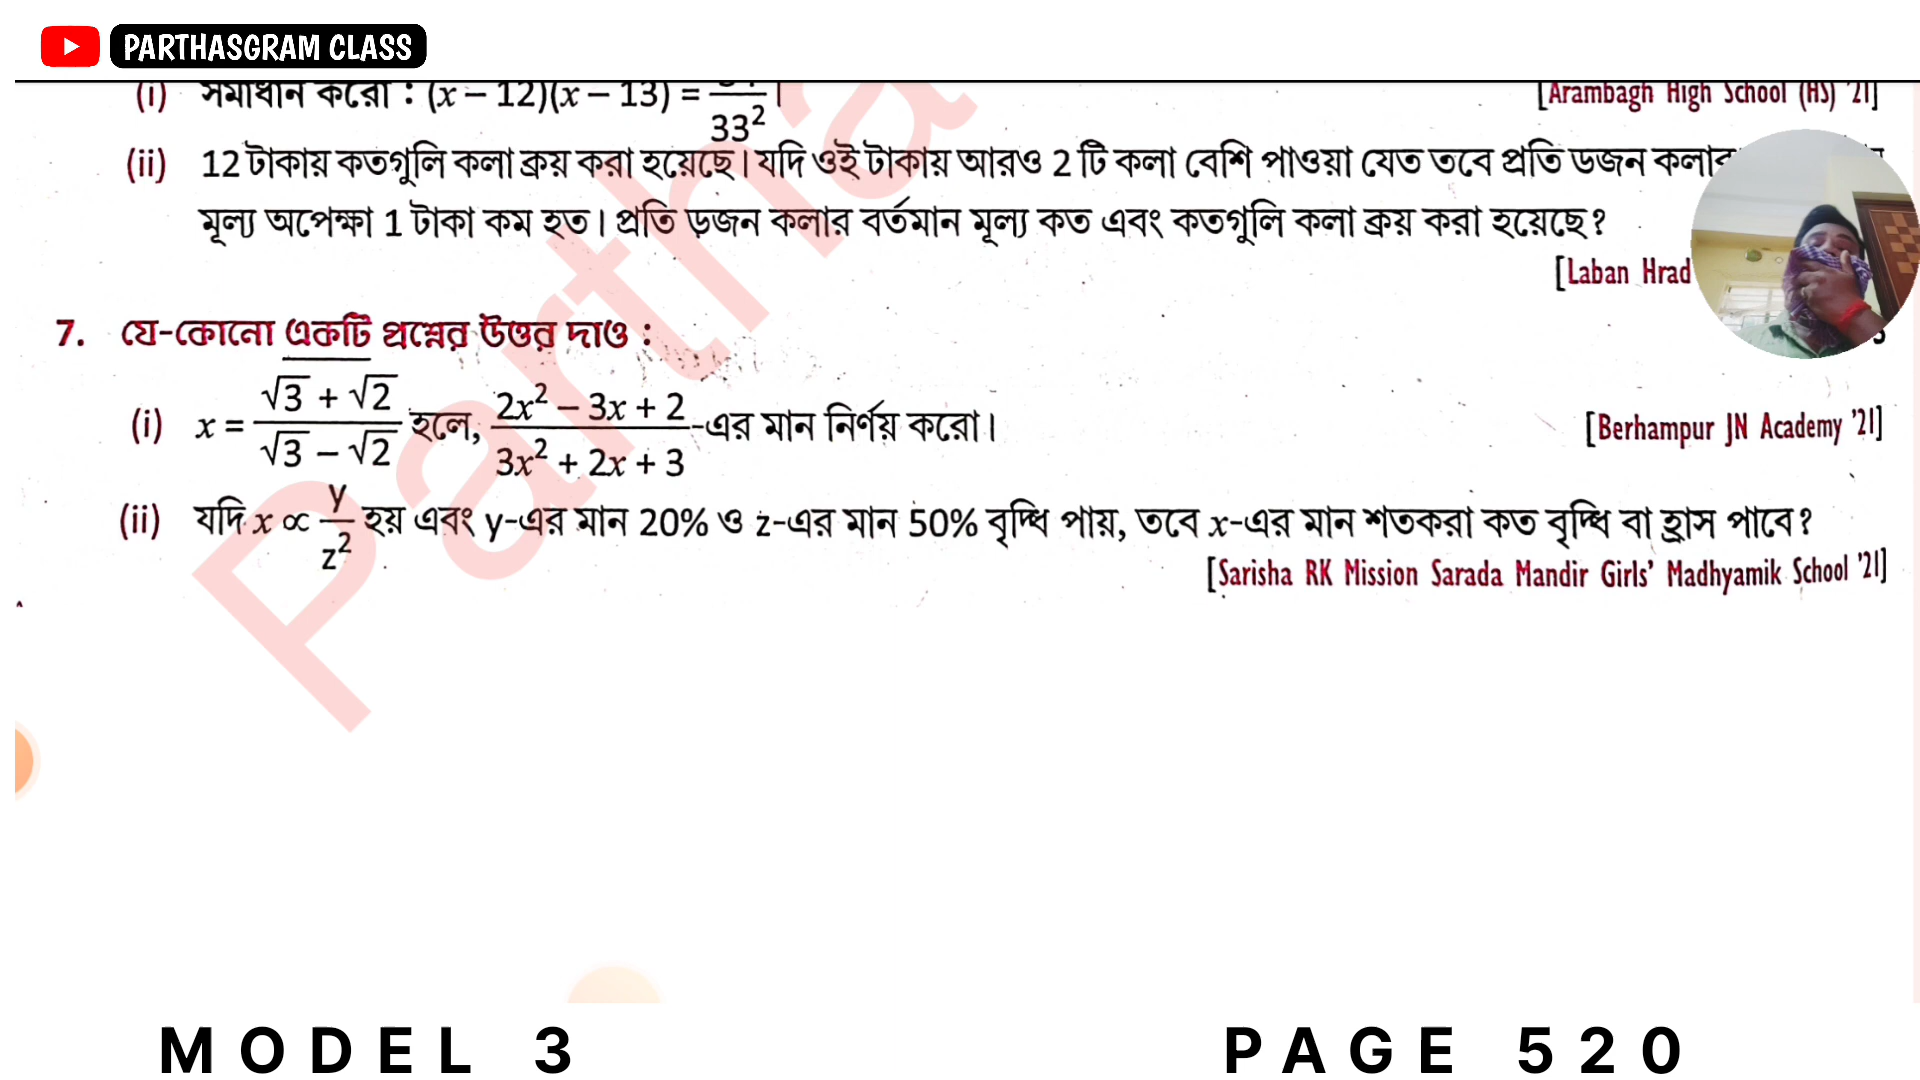 PARTHASGRAM CLASS
(i) সমাধান করো : (x – 12)(x – 13) = 33² । [Arambagh High School (HS) '21]
(ii) 12 টাকায় কতগুলি কলা ক্রয় করা হয়েছে। যদি ওই টাকায় আরও 2 টি কলা বেশি পাওয়া যেত তবে প্রতি ডজন
মূল্য অপেক্ষা 1 টাকা কম হত। প্রতি ডজন কলার বর্তমান মূল্য কত এবং কতগুলি কলা ক্রয় করা হয়েছে?
[Laban Hrad
7. যে-কোনো একটি প্রশ্নের উত্তর দাও :
(i) x = (√3 + √2)/(√3 – √2) হলে, (2x² – 3x + 2)/(3x² + 2x + 3) -এর মান নির্ণয় করো। [Berhampur JN Academy '21]
(ii) যদি x ∝ y/z² হয় এবং y-এর মান 20% ও z-এর মান 50% বৃদ্ধি পায়, তবে x-এর মান শতকরা কত বৃদ্ধি বা হ্রাস পাবে?
[Sarisha RK Mission Sarada Mandir Girls' Madhyamik School '21]
Partha
MODEL 3 PAGE 520